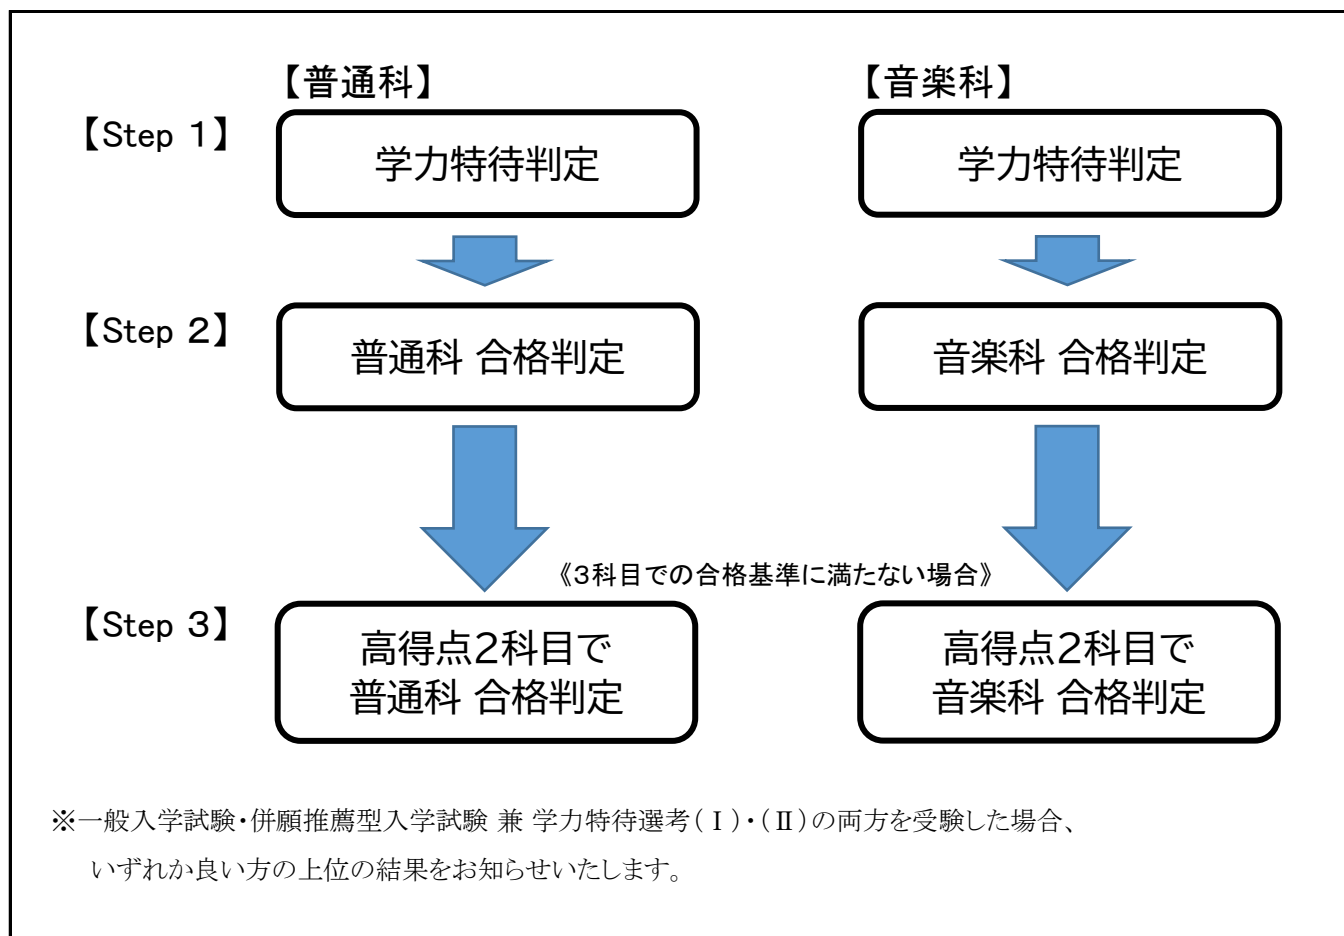 【普通科】
【音楽科】
【Step 1】
学力特待判定
学力特待判定
【Step 2】
普通科 合格判定
音楽科 合格判定
《3科目での合格基準に満たない場合》
【Step 3】
高得点2科目で
普通科 合格判定
高得点2科目で
音楽科 合格判定
※一般入学試験・併願推薦型入学試験 兼 学力特待選考(Ⅰ)・(Ⅱ)の両方を受験した場合、
いずれか良い方の上位の結果をお知らせいたします。